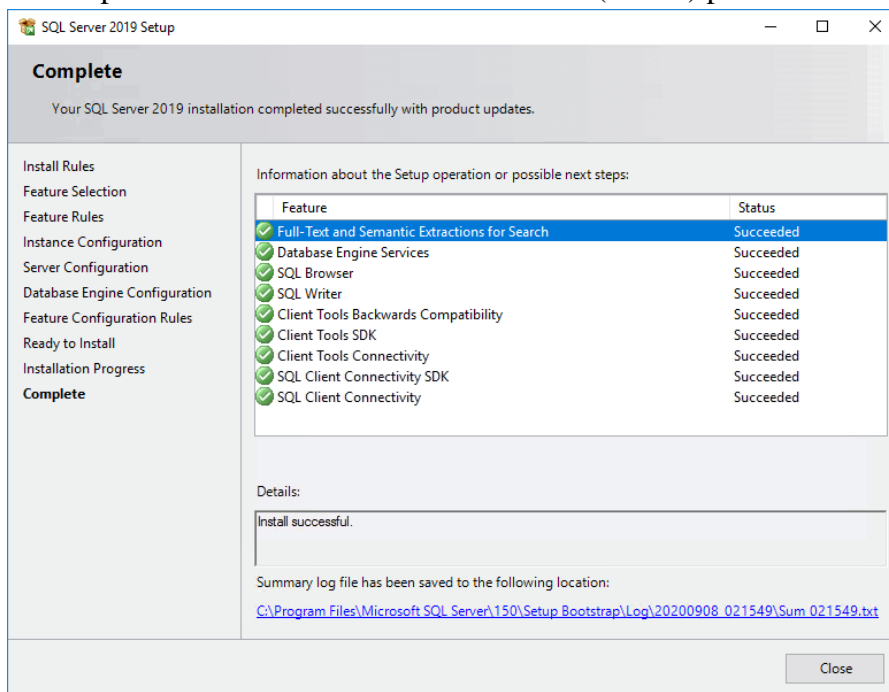 SQL Server 2019 Setup
Complete
Your SQL Server 2019 installation completed successfully with product updates.
Install Rules
Feature Selection
Feature Rules
Instance Configuration
Server Configuration
Database Engine Configuration
Feature Configuration Rules
Ready to Install
Installation Progress
Complete
Information about the Setup operation or possible next steps:
Feature Status
Full-Text and Semantic Extractions for Search Succeeded
Database Engine Services Succeeded
SQL Browser Succeeded
SQL Writer Succeeded
Client Tools Backwards Compatibility Succeeded
Client Tools SDK Succeeded
Client Tools Connectivity Succeeded
SQL Client Connectivity SDK Succeeded
SQL Client Connectivity Succeeded
Details:
Install successful.
Summary log file has been saved to the following location:
C:\Program Files\Microsoft SQL Server\150\Setup Bootstrap\Log\20200908_021549\Sum 021549.txt
Close